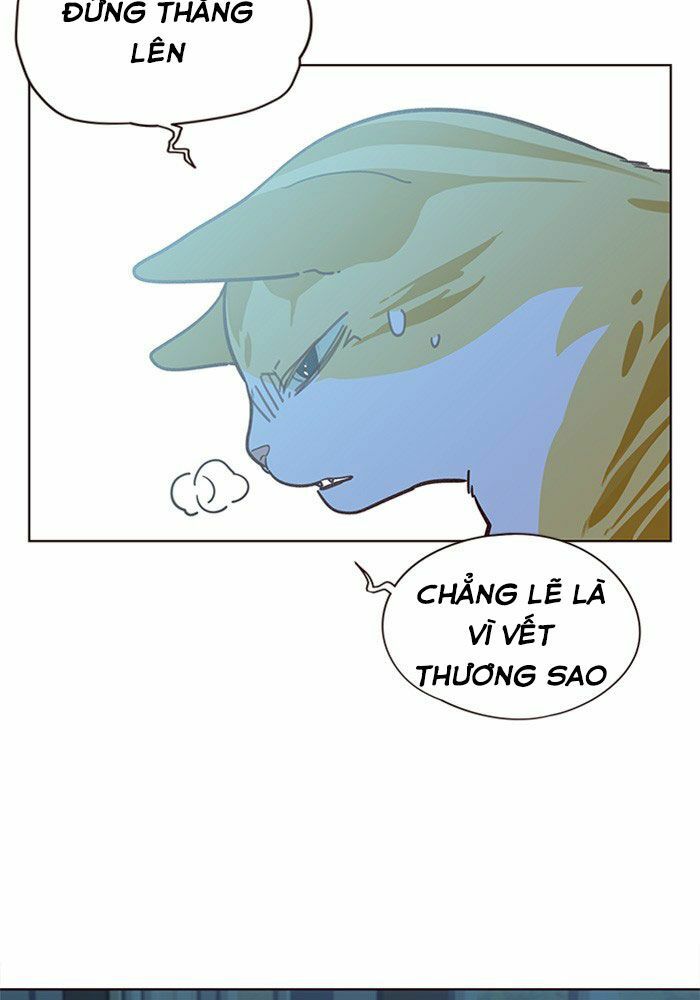 ĐỨNG THẲNG
LÊN
CHẲNG LẼ LÀ
VÌ VẾT
THƯƠNG SAO